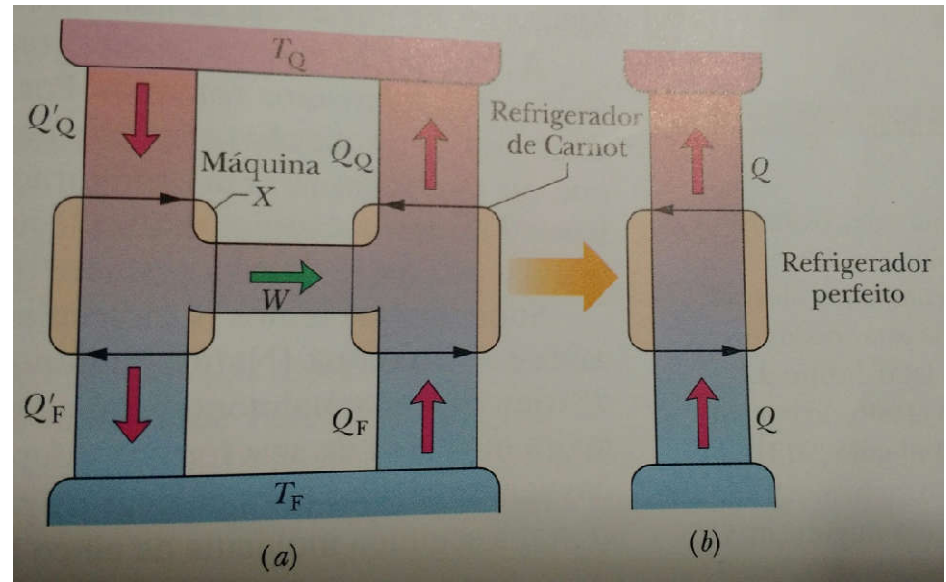 T_Q
Q'_Q
Máquina
X
Q_Q
Refrigerador
de Carnot
Q
W
Refrigerador
perfeito
Q'_F
Q_F
Q
T_F
(a)
(b)